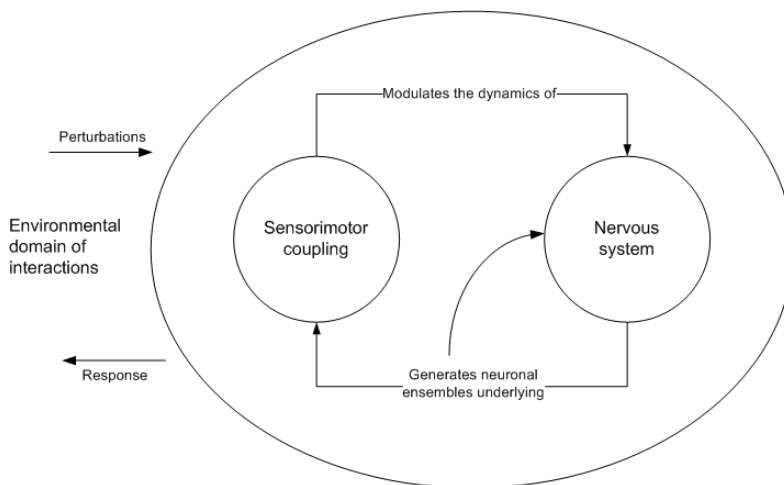 Modulates the dynamics of
Perturbations
Environmental
domain of
interactions
Sensorimotor
coupling
Nervous
system
Response
Generates neuronal
ensembles underlying